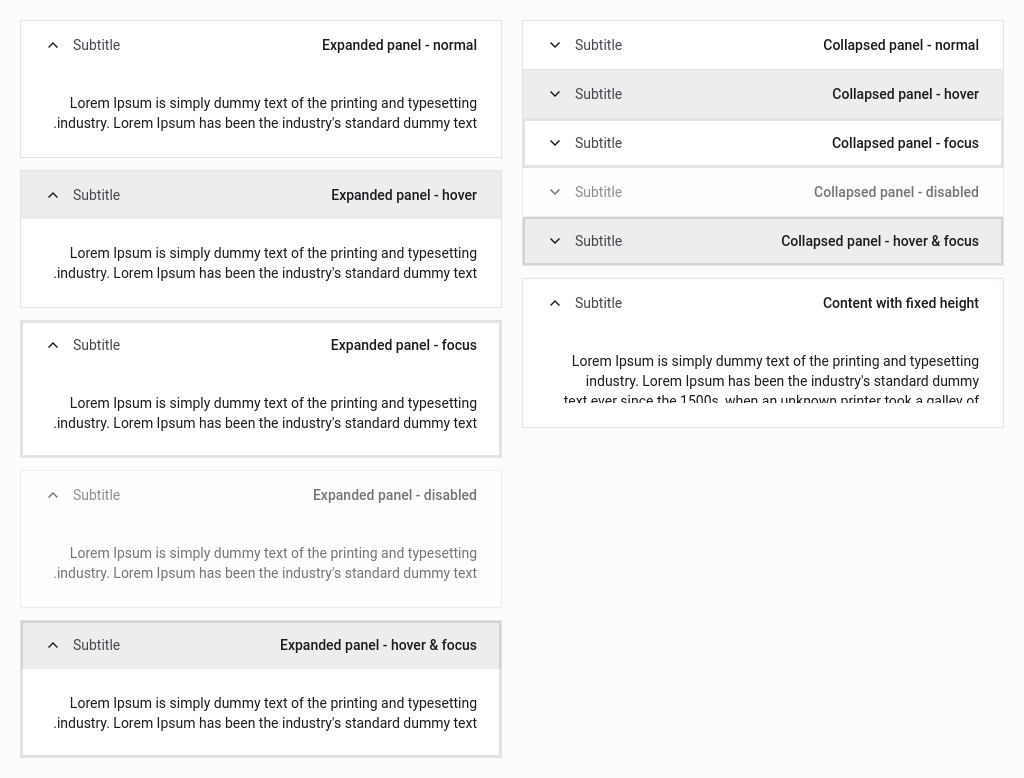 Subtitle Expanded panel - normal
Lorem Ipsum is simply dummy text of the printing and typesetting
.industry. Lorem Ipsum has been the industry's standard dummy text
Subtitle Expanded panel - hover
Lorem Ipsum is simply dummy text of the printing and typesetting
.industry. Lorem Ipsum has been the industry's standard dummy text
Subtitle Expanded panel - focus
Lorem Ipsum is simply dummy text of the printing and typesetting
.industry. Lorem Ipsum has been the industry's standard dummy text
Subtitle Expanded panel - disabled
Lorem Ipsum is simply dummy text of the printing and typesetting
.industry. Lorem Ipsum has been the industry's standard dummy text
Subtitle Expanded panel - hover & focus
Lorem Ipsum is simply dummy text of the printing and typesetting
.industry. Lorem Ipsum has been the industry's standard dummy text
Subtitle Collapsed panel - normal
Subtitle Collapsed panel - hover
Subtitle Collapsed panel - focus
Subtitle Collapsed panel - disabled
Subtitle Collapsed panel - hover & focus
Subtitle Content with fixed height
Lorem Ipsum is simply dummy text of the printing and typesetting
industry. Lorem Ipsum has been the industry's standard dummy
text ever since the 1500s, when an unknown printer took a galley of